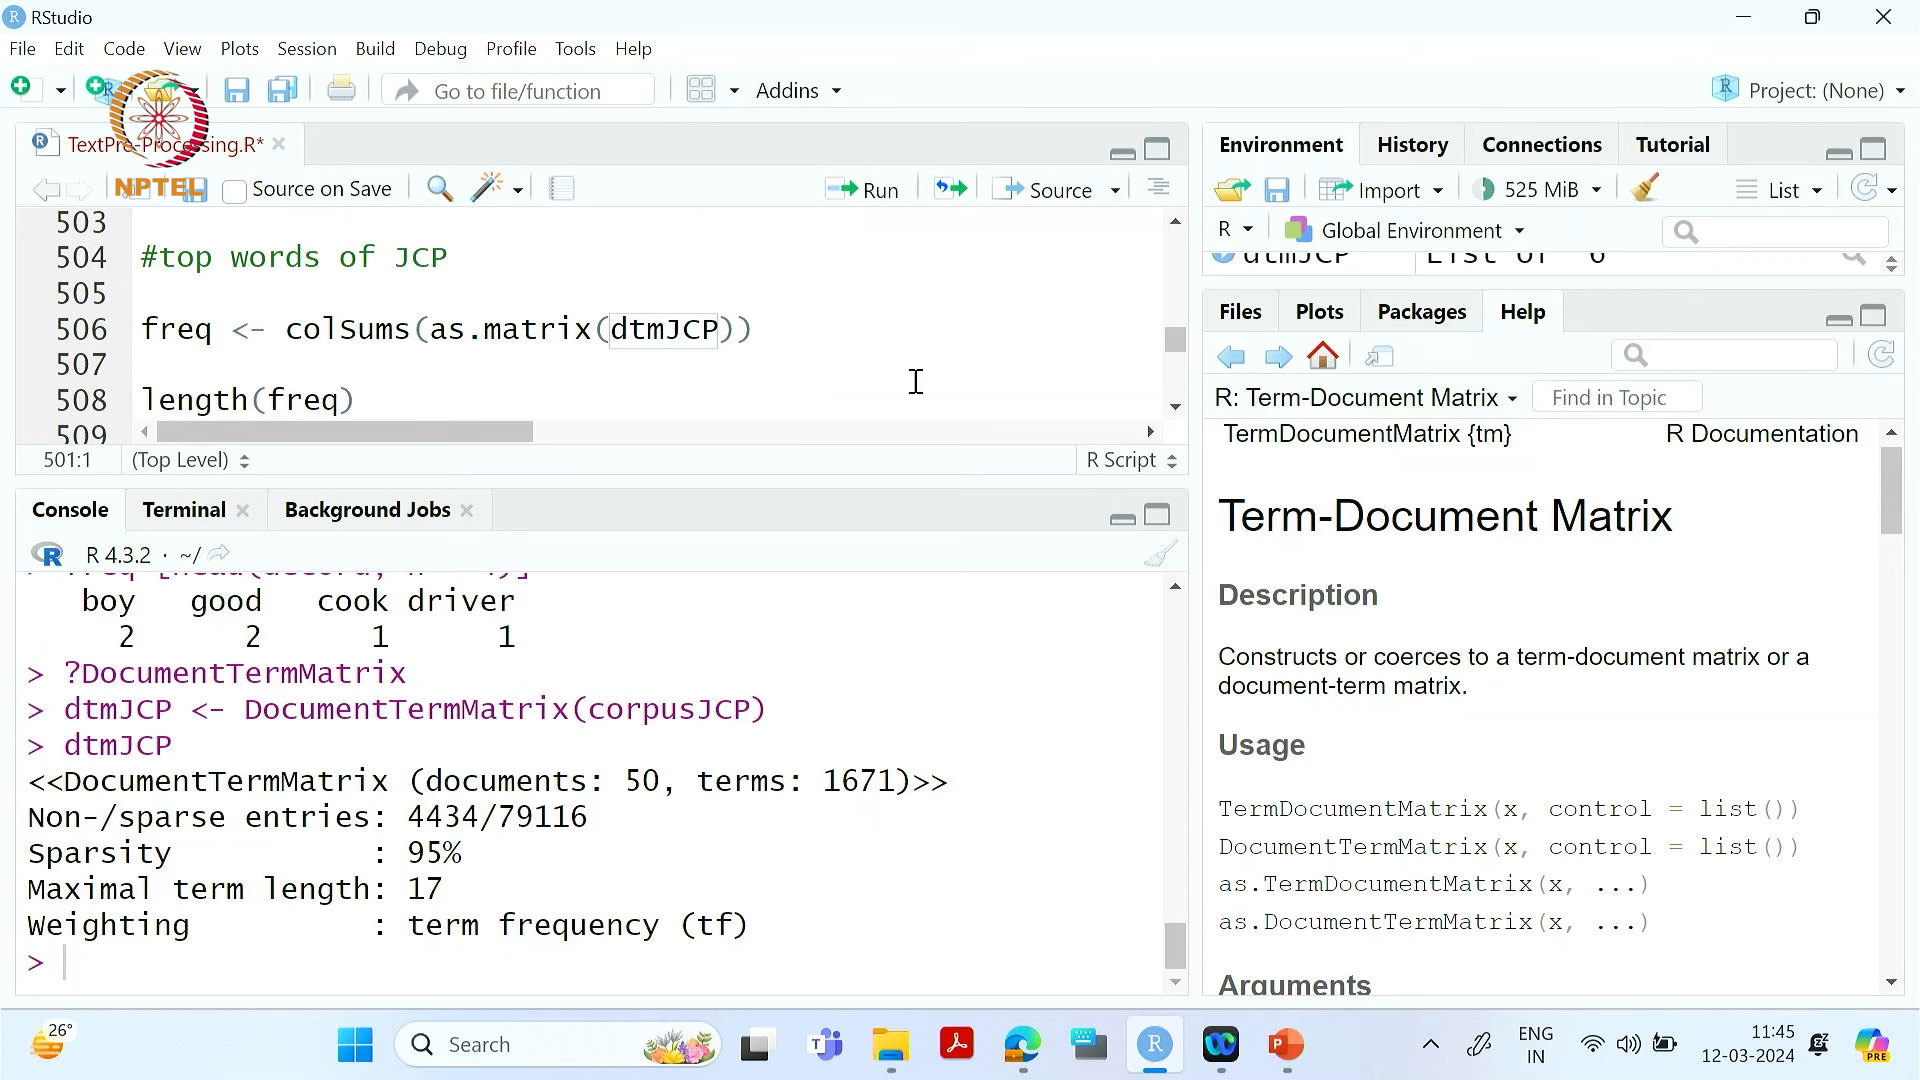 RStudio
File Edit Code View Plots Session Build Debug Profile Tools Help
Go to file/function Addins Project: (None)
TextPre-Processing.R*
NPTEL Source on Save Run Source
503
504 #top words of JCP
505
506 freq <- colSums(as.matrix(dtmJCP))
507
508 length(freq)
509
501:1 (Top Level) R Script
Console Terminal Background Jobs
R 4.3.2 · ~/
boy good cook driver
2 2 1 1
> ?DocumentTermMatrix
> dtmJCP <- DocumentTermMatrix(corpusJCP)
> dtmJCP
<<DocumentTermMatrix (documents: 50, terms: 1671)>>
Non-/sparse entries: 4434/79116
Sparsity : 95%
Maximal term length: 17
Weighting : term frequency (tf)
>
Environment History Connections Tutorial
Import 525 MiB List
R Global Environment
dtmJCP List of 6
Files Plots Packages Help
R: Term-Document Matrix Find in Topic
TermDocumentMatrix {tm} R Documentation
Term-Document Matrix
Description
Constructs or coerces to a term-document matrix or a
document-term matrix.
Usage
TermDocumentMatrix(x, control = list())
DocumentTermMatrix(x, control = list())
as.TermDocumentMatrix(x, ...)
as.DocumentTermMatrix(x, ...)
Arguments
26° Search ENG 11:45
IN 12-03-2024 PRE